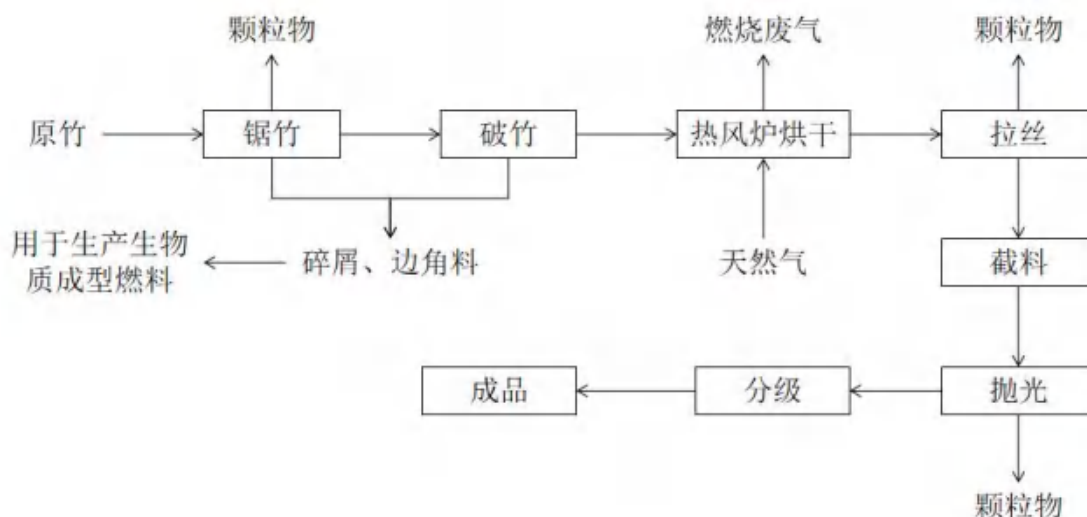 颗粒物
燃烧废气
颗粒物
原竹
锯竹
破竹
热风炉烘干
拉丝
用于生产生物
质成型燃料
碎屑、边角料
天然气
截料
成品
分级
抛光
颗粒物